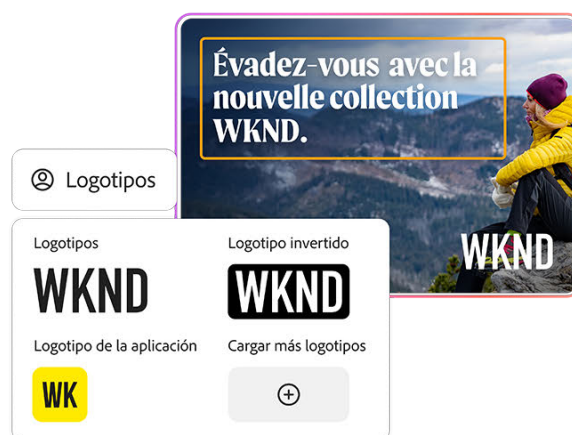 Évadez-vous avec la
nouvelle collection
WKND.
Logotipos
WKND
Logotipos
Logotipo invertido
WKND
WKND
Logotipo de la aplicación
Cargar más logotipos
WK